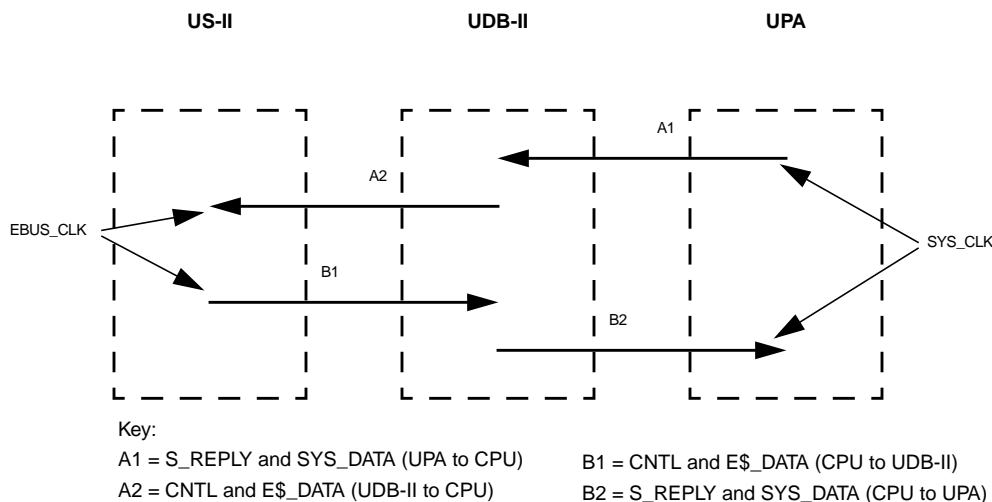 US-II UDB-II UPA
A1
A2
EBUS_CLK
SYS_CLK
B1
B2
Key:
A1 = S_REPLY and SYS_DATA (UPA to CPU)
A2 = CNTL and E$_DATA (UDB-II to CPU)
B1 = CNTL and E$_DATA (CPU to UDB-II)
B2 = S_REPLY and SYS_DATA (CPU to UPA)